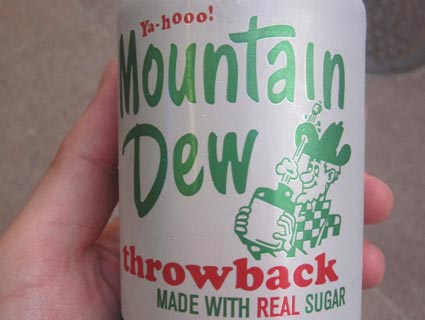 Ya-hooo!
Mountain
Dew
throwback
MADE WITH REAL SUGAR